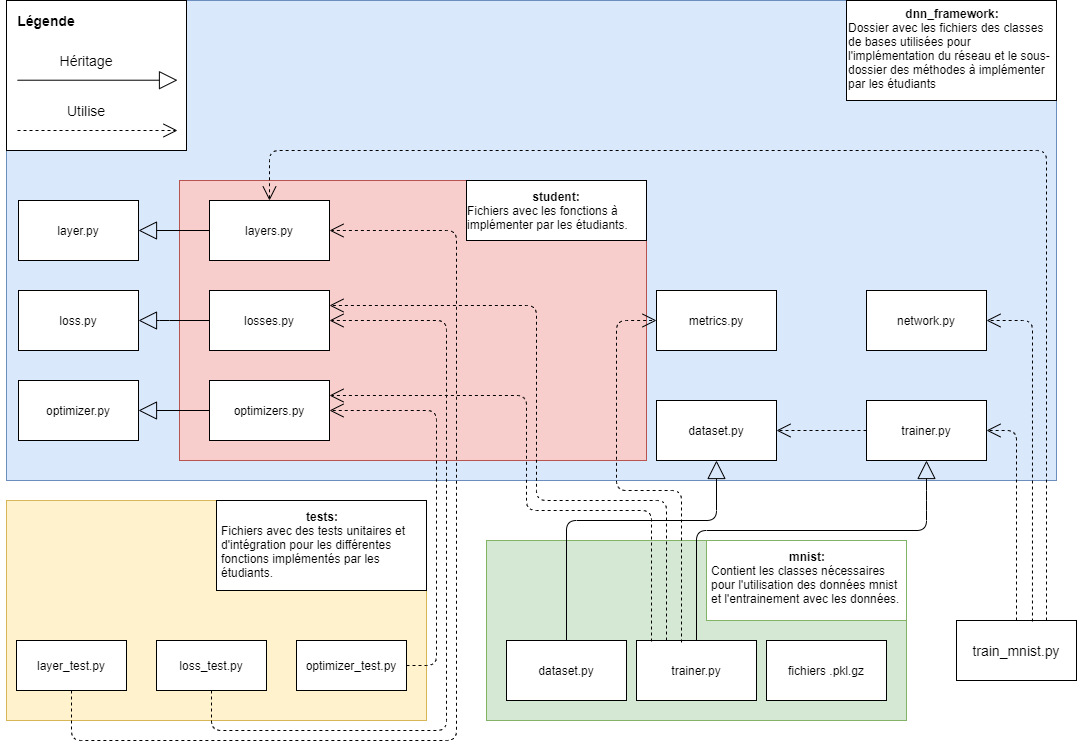 Légende
Héritage
Utilise
dnn_framework:
Dossier avec les fichiers des classes
de bases utilisées pour
l'implémentation du réseau et le sous-
dossier des méthodes à implémenter
par les étudiants
student:
Fichiers avec les fonctions à
implémenter par les étudiants.
layer.py
layers.py
loss.py
losses.py
metrics.py
network.py
optimizer.py
optimizers.py
dataset.py
trainer.py
tests:
Fichiers avec des tests unitaires et
d'intégration pour les différentes
fonctions implémentés par les
étudiants.
mnist:
Contient les classes nécessaires
pour l'utilisation des données mnist
et l'entrainement avec les données.
layer_test.py
loss_test.py
optimizer_test.py
dataset.py
trainer.py
fichiers .pkl.gz
train_mnist.py